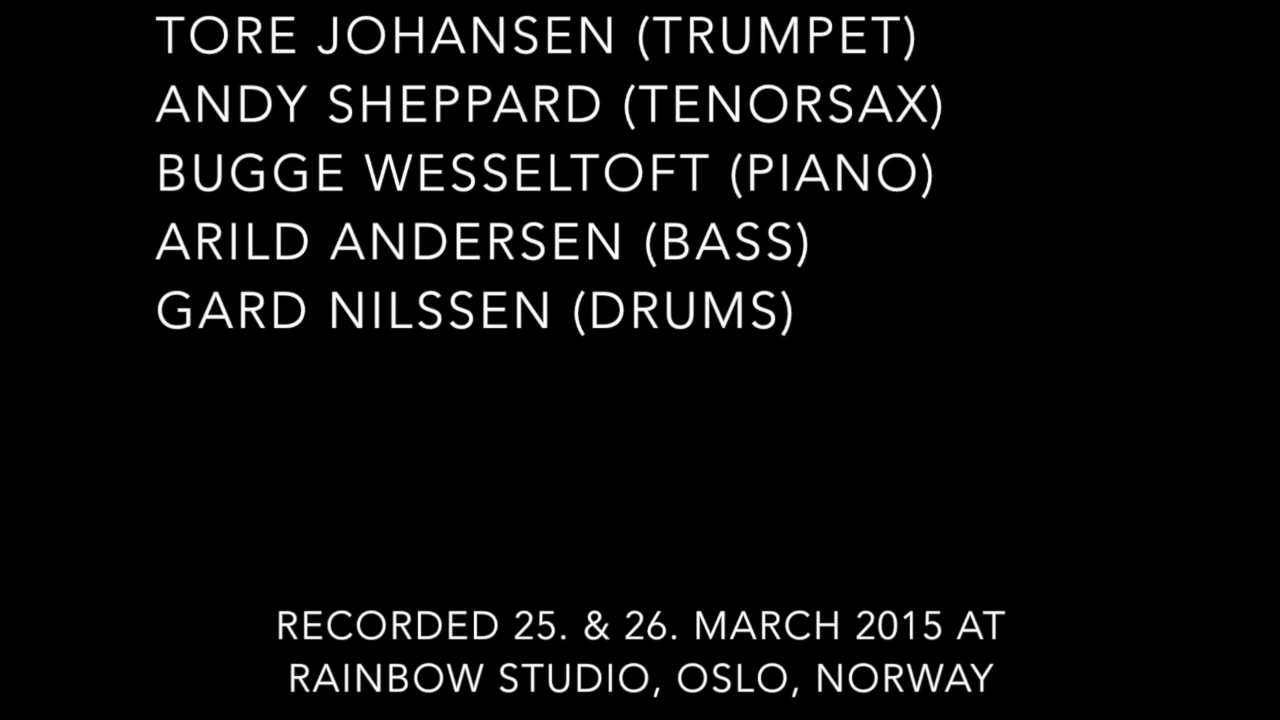 TORE JOHANSEN (TRUMPET)
ANDY SHEPPARD (TENORSAX)
BUGGE WESSELTOFT (PIANO)
ARILD ANDERSEN (BASS)
GARD NILSSEN (DRUMS)
RECORDED 25. & 26. MARCH 2015 AT
RAINBOW STUDIO, OSLO, NORWAY